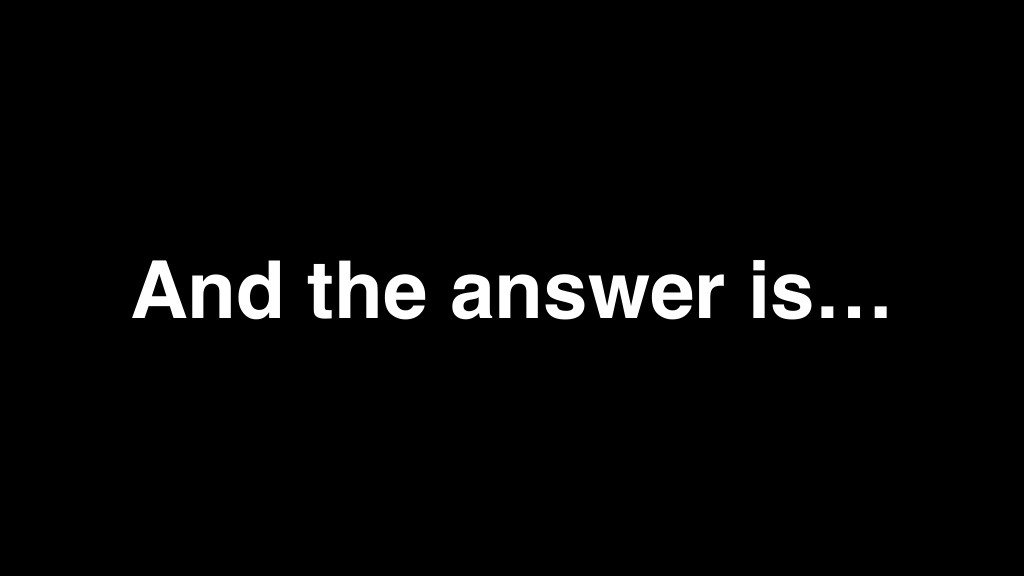 And the answer is…